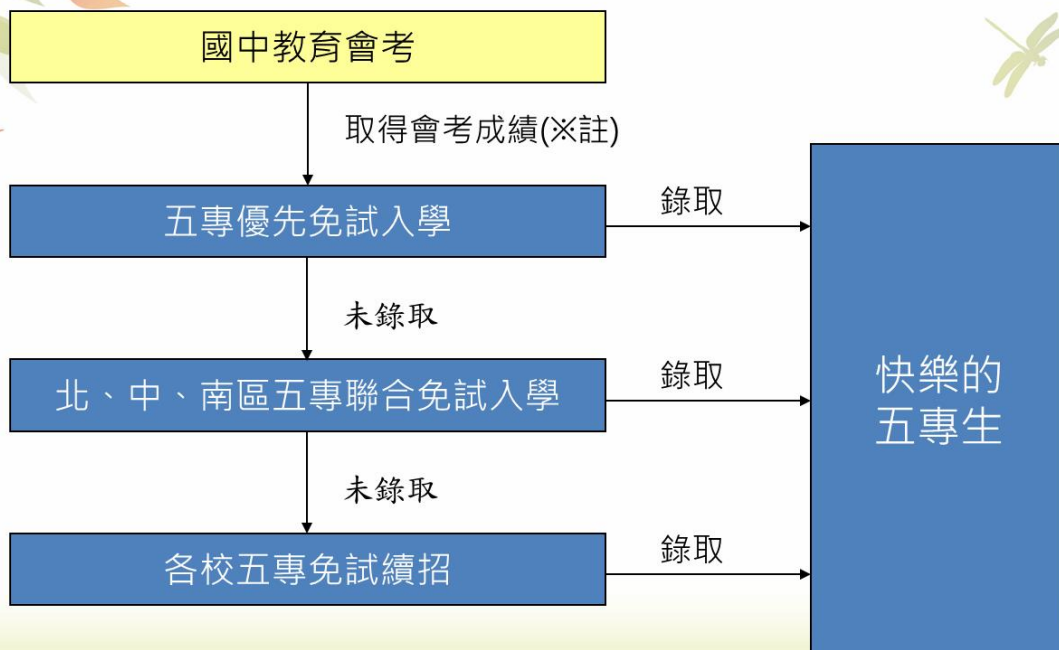 國中教育會考
取得會考成績(※註)
五專優先免試入學
錄取
未錄取
北、中、南區五專聯合免試入學
錄取
未錄取
各校五專免試續招
錄取
快樂的
五專生